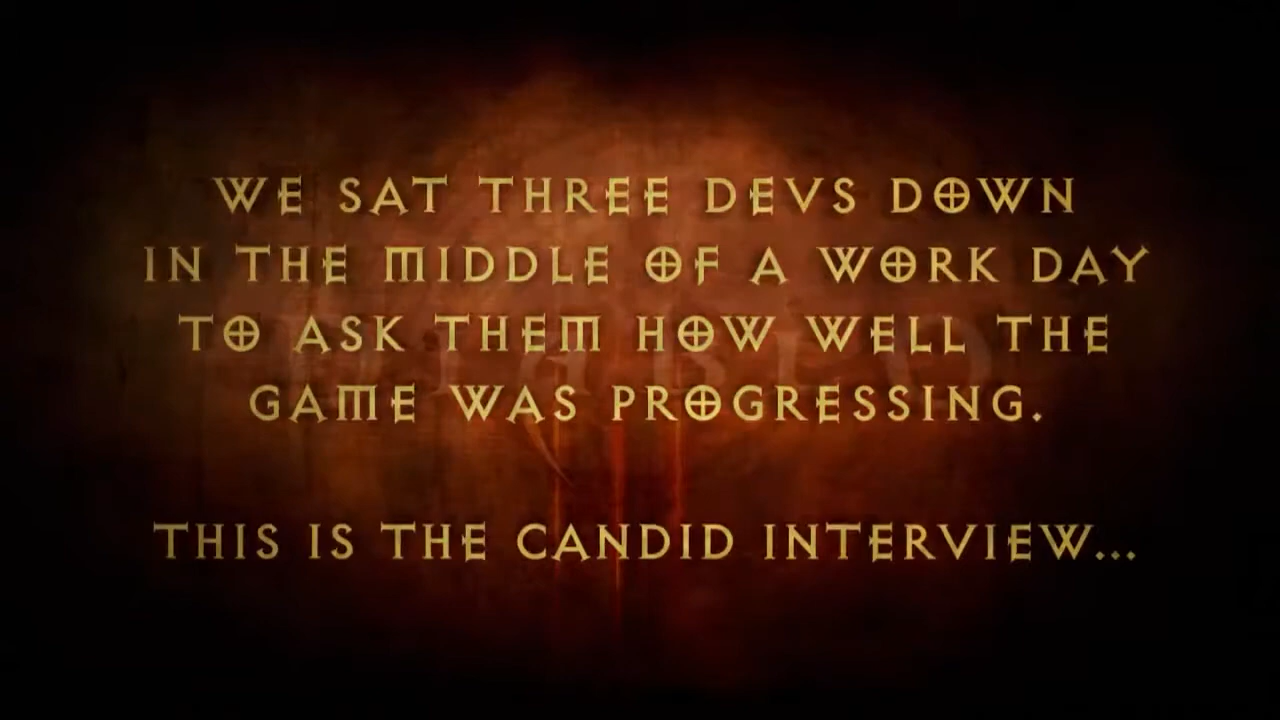 WE SAT THREE DEVS DOWN
IN THE MIDDLE OF A WORK DAY
TO ASK THEM HOW WELL THE
GAME WAS PROGRESSING.
THIS IS THE CANDID INTERVIEW...